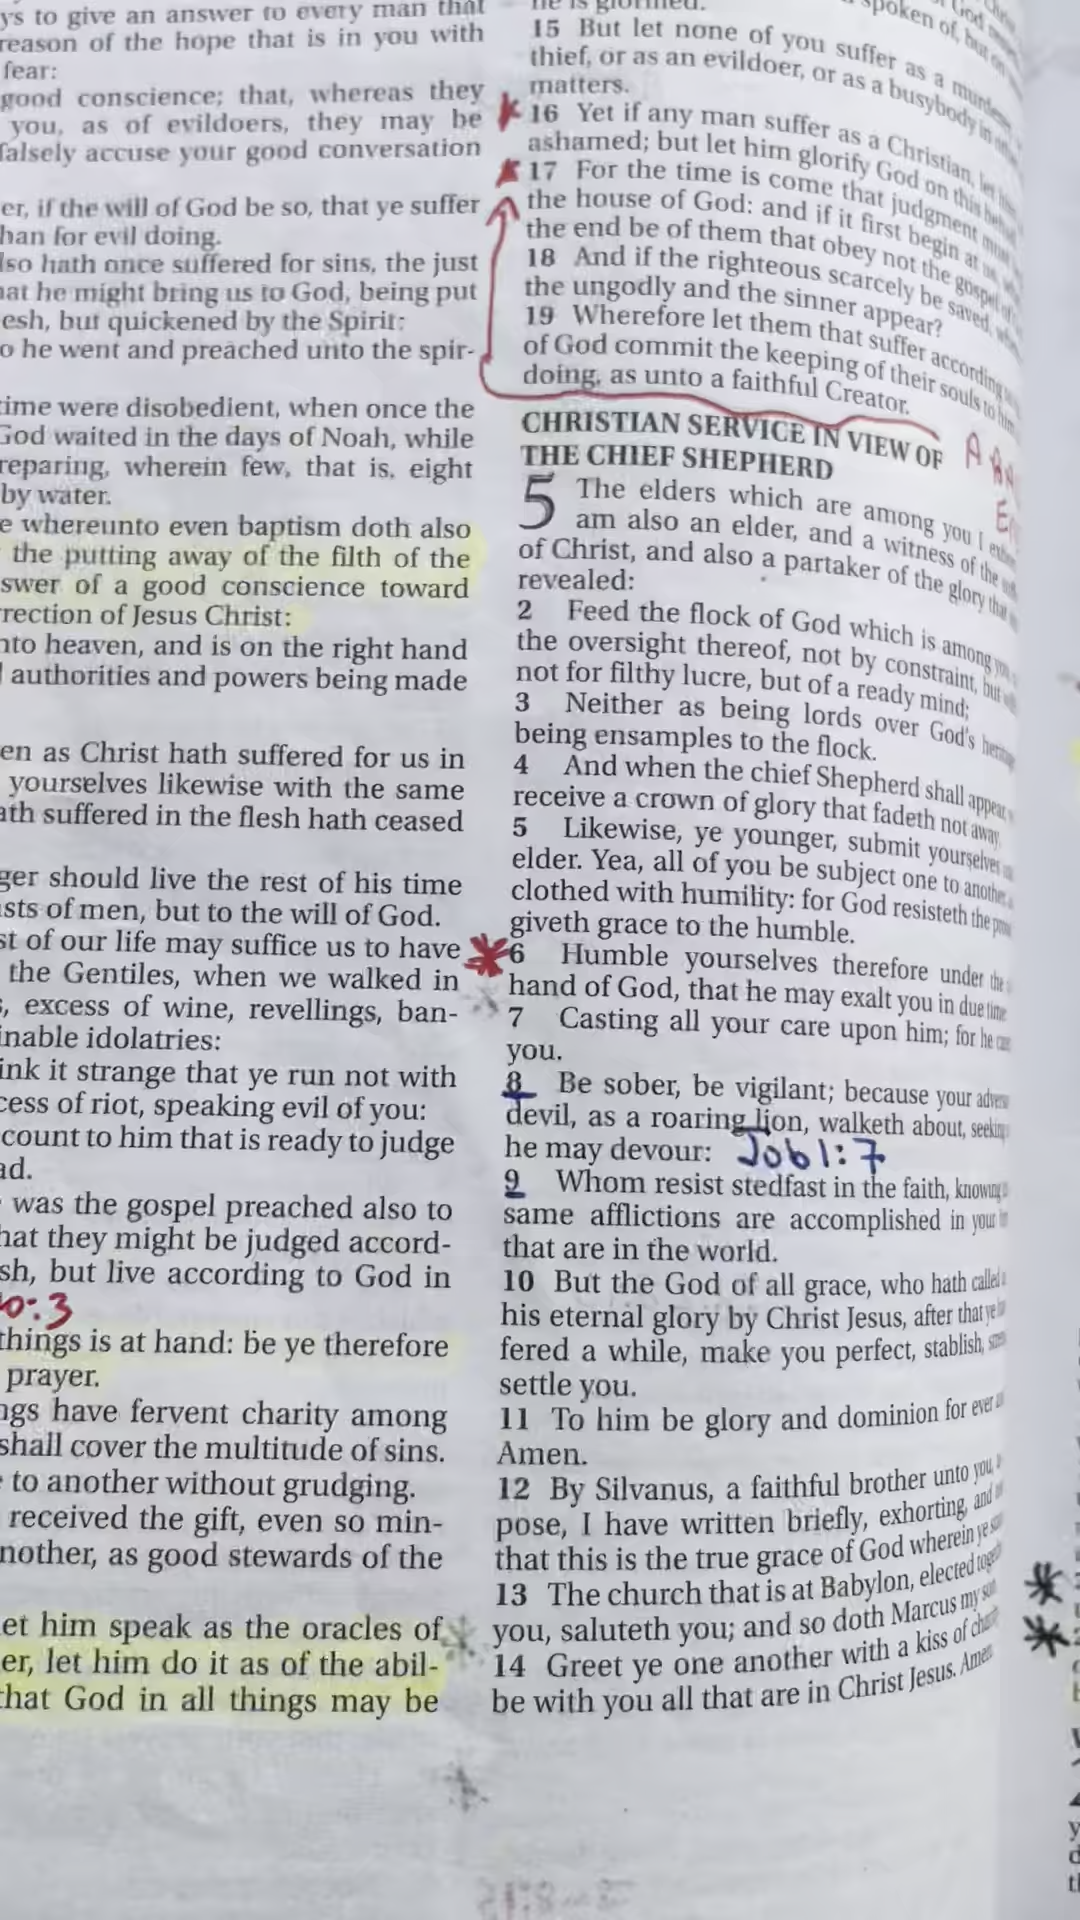 ys to give an answer to every man that
reason of the hope that is in you with
fear:
good conscience; that, whereas they
you, as of evildoers, they may be
falsely accuse your good conversation
er, if the will of God be so, that ye suffer
han for evil doing.
lso hath once suffered for sins, the just
hat he might bring us to God, being put
esh, but quickened by the Spirit:
o he went and preached unto the spir-
time were disobedient, when once the
God waited in the days of Noah, while
reparing, wherein few, that is, eight
by water.
e whereunto even baptism doth also
the putting away of the filth of the
swer of a good conscience toward
rrection of Jesus Christ:
nto heaven, and is on the right hand
authorities and powers being made
en as Christ hath suffered for us in
yourselves likewise with the same
ath suffered in the flesh hath ceased
ger should live the rest of his time
usts of men, but to the will of God.
st of our life may suffice us to have
the Gentiles, when we walked in
s, excess of wine, revellings, ban-
inable idolatries:
ink it strange that ye run not with
cess of riot, speaking evil of you:
count to him that is ready to judge
ad.
was the gospel preached also to
hat they might be judged accord-
sh, but live according to God in
0:3
things is at hand: be ye therefore
prayer.
ngs have fervent charity among
shall cover the multitude of sins.
to another without grudging.
received the gift, even so min-
nother, as good stewards of the
et him speak as the oracles of
er, let him do it as of the abil-
that God in all things may be
he is glorified.
15 But let none of you suffer as a murderer
thief, or as an evildoer, or as a busybody in
matters.
16 Yet if any man suffer as a Christian, let him
ashamed; but let him glorify God on this behalf
17 For the time is come that judgment must
the house of God: and if it first begin at us,
the end be of them that obey not the gospel of
18 And if the righteous scarcely be saved,
the ungodly and the sinner appear?
19 Wherefore let them that suffer according
of God commit the keeping of their souls to him
doing, as unto a faithful Creator.
CHRISTIAN SERVICE IN VIEW OF
THE CHIEF SHEPHERD
5 The elders which are among you I exhort
am also an elder, and a witness of the
of Christ, and also a partaker of the glory that
revealed:
2 Feed the flock of God which is among you
the oversight thereof, not by constraint, but
not for filthy lucre, but of a ready mind;
3 Neither as being lords over God's heritage
being ensamples to the flock.
4 And when the chief Shepherd shall appear
receive a crown of glory that fadeth not away.
5 Likewise, ye younger, submit yourselves
elder. Yea, all of you be subject one to another
clothed with humility: for God resisteth the
giveth grace to the humble.
6 Humble yourselves therefore under the
hand of God, that he may exalt you in due time
7 Casting all your care upon him; for he
you.
8 Be sober, be vigilant; because your
devil, as a roaring lion, walketh about, seeking
he may devour: Job 1:7
9 Whom resist stedfast in the faith, knowing
same afflictions are accomplished in your
that are in the world.
10 But the God of all grace, who hath called
his eternal glory by Christ Jesus, after that ye
fered a while, make you perfect, stablish,
settle you.
11 To him be glory and dominion for ever
Amen.
12 By Silvanus, a faithful brother unto you,
pose, I have written briefly, exhorting, and
that this is the true grace of God wherein ye
13 The church that is at Babylon, elected
you, saluteth you; and so doth Marcus my son
14 Greet ye one another with a kiss of
be with you all that are in Christ Jesus. Amen